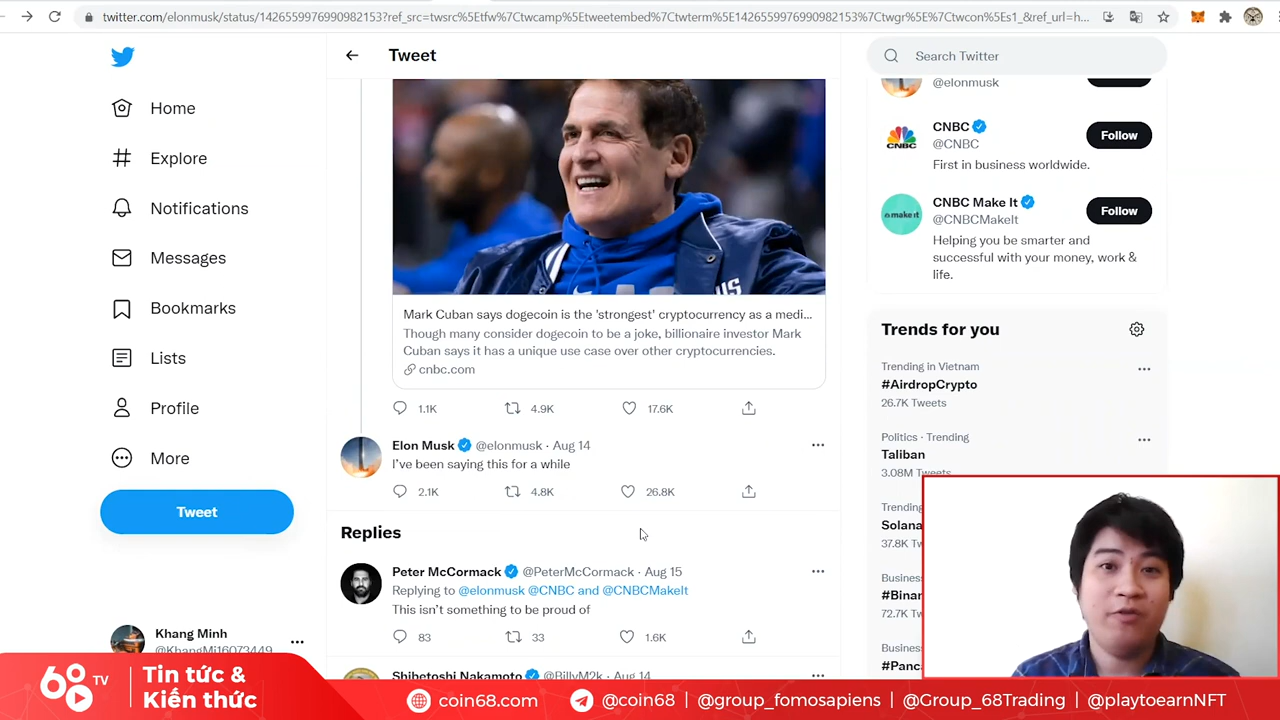 twitter.com/elonmusk/status/1426559976990982153?ref_src=twsrc%5Etfw%7Ctwcamp%5Etweetembed%7Ctwterm%5E1426559976990982153%7Ctwgr%5E%7Ctwcon%5Es1_&ref_url=h...
Home
Explore
Notifications
Messages
Bookmarks
Lists
Profile
More
Tweet
Khang Minh
@KhangMi16073449
Tweet
Mark Cuban says dogecoin is the 'strongest' cryptocurrency as a medi...
Though many consider dogecoin to be a joke, billionaire investor Mark
Cuban says it has a unique use case over other cryptocurrencies.
cnbc.com
1.1K 4.9K 17.6K
Elon Musk @elonmusk · Aug 14
I've been saying this for a while
2.1K 4.8K 26.8K
Replies
Peter McCormack @PeterMcCormack · Aug 15
Replying to @elonmusk @CNBC and @CNBCMakeIt
This isn't something to be proud of
83 33 1.6K
Shibetoshi Nakamoto @BillyM2k · Aug 14
Search Twitter
@elonmusk
CNBC
@CNBC
Follow
First in business worldwide.
CNBC Make It
@CNBCMakeIt
Follow
Helping you be smarter and
successful with your money, work &
life.
make it
Trends for you
Trending in Vietnam
#AirdropCrypto
26.7K Tweets
Politics · Trending
Taliban
3.08M Tweets
Trending
Solana
37.8K Tw
Busines
#Binar
72.7K Tw
Busines
#Panc
68 TV
Tin tức &
Kiến thức
coin68.com @coin68 | @group_fomosapiens | @Group_68Trading | @playtoearnNFT